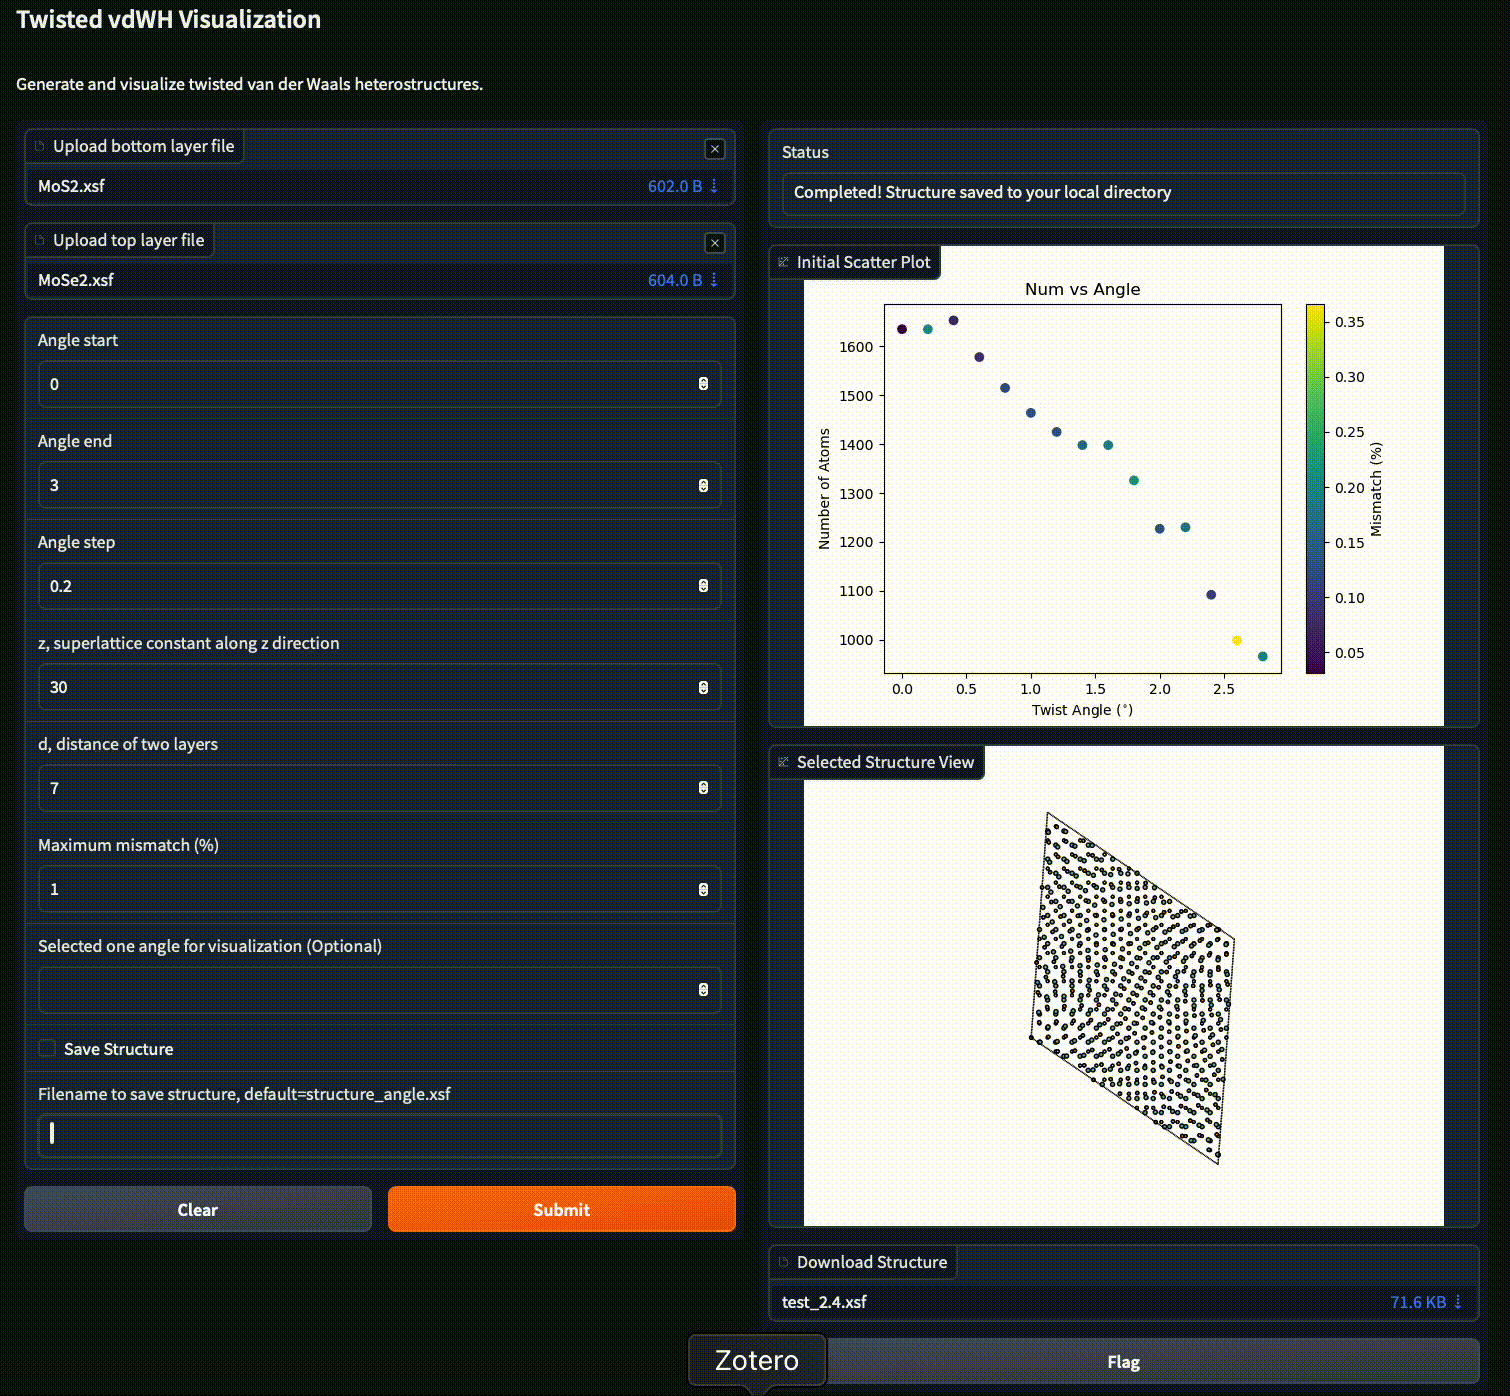 Twisted vdWH Visualization
Generate and visualize twisted van der Waals heterostructures.
Upload bottom layer file
MoS2.xsf 602.0 B ⇣
Upload top layer file
MoSe2.xsf 604.0 B ⇣
Angle start
0
Angle end
3
Angle step
0.2
z, superlattice constant along z direction
30
d, distance of two layers
7
Maximum mismatch (%)
1
Selected one angle for visualization (Optional)
Save Structure
Filename to save structure, default=structure_angle.xsf
Clear
Submit
Status
Completed! Structure saved to your local directory
Initial Scatter Plot
Num vs Angle
Number of Atoms
1600
1500
1400
1300
1200
1100
1000
0.0 0.5 1.0 1.5 2.0 2.5
Twist Angle (°)
0.35
0.30
0.25
0.20
0.15
0.10
0.05
Mismatch (%)
Selected Structure View
Download Structure
test_2.4.xsf 71.6 KB ⇣
Zotero
Flag